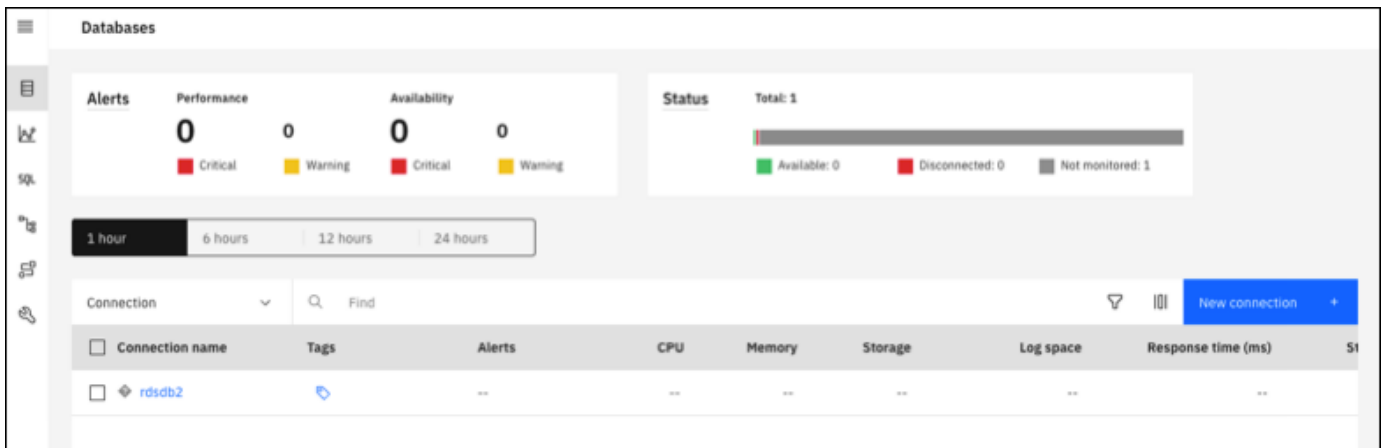 Databases
Alerts
Performance
Availability
0
0
0
0
Critical
Warning
Critical
Warning
Status
Total: 1
Available: 0
Disconnected: 0
Not monitored: 1
SQL
1 hour
6 hours
12 hours
24 hours
Connection
Find
New connection +
Connection name
Tags
Alerts
CPU
Memory
Storage
Log space
Response time (ms)
rdsdb2
--
--
--
--
--
--